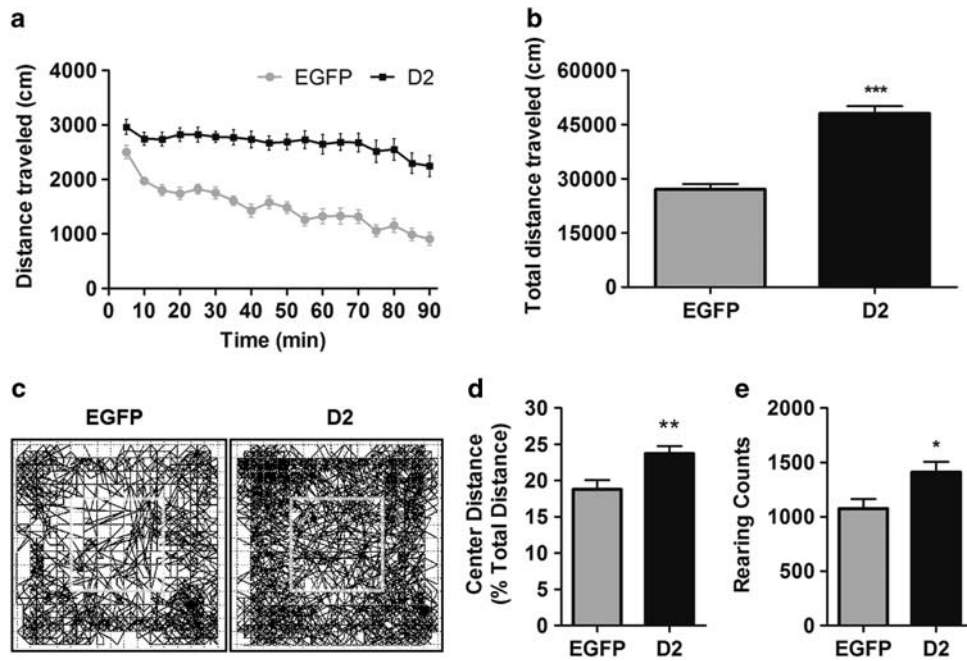 a
Distance traveled (cm)
4000
3000
2000
1000
0
EGFP D2
0 10 20 30 40 50 60 70 80 90
Time (min)
b
Total distance traveled (cm)
60000
45000
30000
15000
0
***
EGFP D2
c
EGFP D2
d
Center Distance
(% Total Distance)
30
25
20
15
10
5
0
**
EGFP D2
e
Rearing Counts
2000
1500
1000
500
0
*
EGFP D2